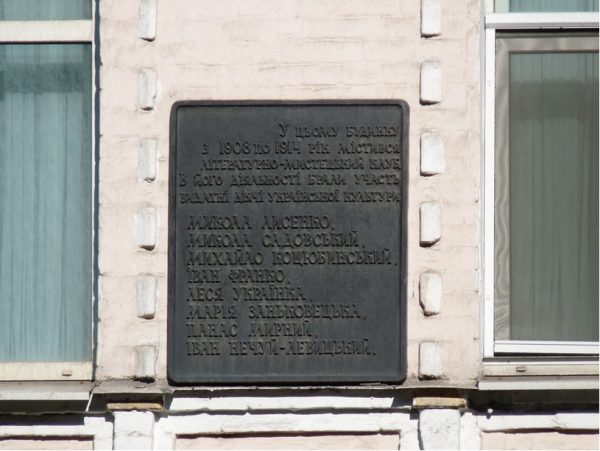 У цьому будинку
з 1908 по 1914 рік містився
літературно-мистецький клуб
В його діяльності брали участь
видатні діячі української культури
Микола Лисенко,
Микола Садовський,
Михайло Коцюбинський,
Іван Франко,
Леся Українка,
Марія Заньковецька,
Панас Мирний,
Іван Нечуй-Левицький.